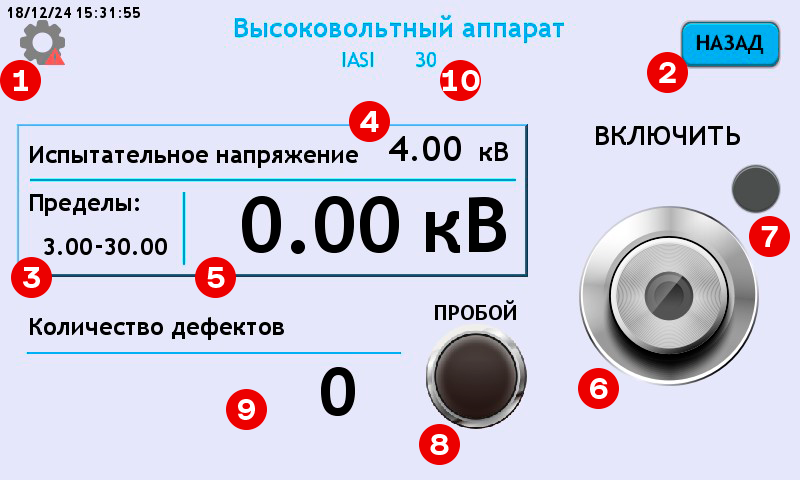 18/12/24 15:31:55
Высоковольтный аппарат
IASI 30
НАЗАД
1
2
10
4
ВКЛЮЧИТЬ
Испытательное напряжение 4.00 кВ
Пределы:
0.00 кВ
3.00-30.00
7
3
5
ПРОБОЙ
Количество дефектов
6
0
9
8